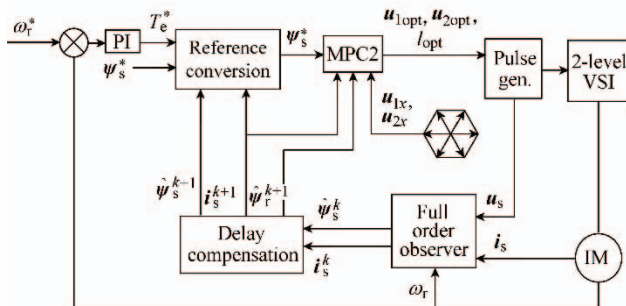 ω_r^*
PI
T_e^*
ψ_s^*
Reference
conversion
ψ_s^*
MPC2
u_1opt, u_2opt,
l_opt
Pulse
gen.
2-level
VSI
u_1x,
u_2x
ψ̂_s^{k+1}
i_s^{k+1}
ψ̂_r^{k+1}
Delay
compensation
ψ̂_s^k
i_s^k
Full
order
observer
u_s
i_s
ω_r
IM